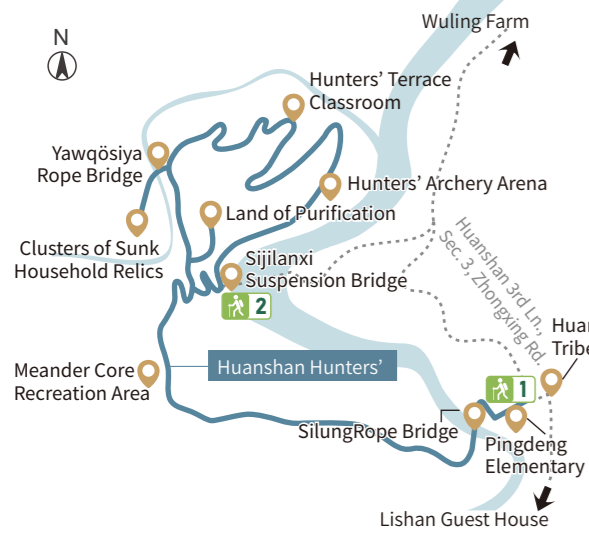 Wuling Farm
N
Hunters' Terrace
Classroom
Yawqösiya
Rope Bridge
Hunters' Archery Arena
Land of Purification
Clusters of Sunk
Household Relics
Sijilanxi
Suspension Bridge
2
Huanshan 3rd Ln.,
Sec. 3, Zhongxing Rd.
Huan
Tribe
Meander Core
Recreation Area
Huanshan Hunters'
1
SilungRope Bridge
Pingdeng
Elementary
Lishan Guest House